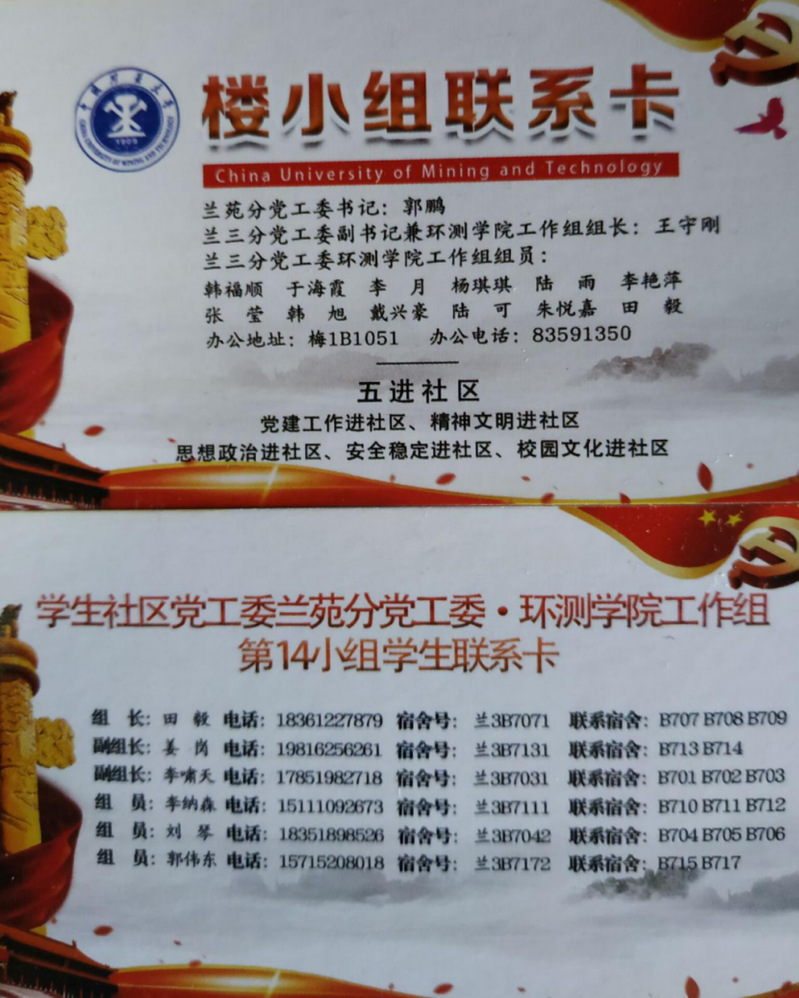 中国矿业大学
CHINA UNIVERSITY OF MINING AND TECHNOLOGY
1909
楼小组联系卡
China University of Mining and Technology
兰苑分党工委书记：郭鹏
兰三分党工委副书记兼环测学院工作组组长：王守刚
兰三分党工委环测学院工作组组员：
韩福顺 于海霞 李 月 杨琪琪 陆 雨 李艳萍
张 莹 韩 旭 戴兴豪 陆 可 朱悦嘉 田 毅
办公地址：梅1B1051 办公电话：83591350
五进社区
党建工作进社区、精神文明进社区
思想政治进社区、安全稳定进社区、校园文化进社区
学生社区党工委兰苑分党工委·环测学院工作组
第14小组学生联系卡
组 长：田 毅 电话：18361227879 宿舍号：兰3B7071 联系宿舍：B707 B708 B709
副组长：姜 岗 电话：19816256261 宿舍号：兰3B7131 联系宿舍：B713 B714
副组长：李啸天 电话：17851982718 宿舍号：兰3B7031 联系宿舍：B701 B702 B703
组 员：李纳森 电话：15111092673 宿舍号：兰3B7111 联系宿舍：B710 B711 B712
组 员：刘 琴 电话：18351898526 宿舍号：兰3B7042 联系宿舍：B704 B705 B706
组 员：郭伟东 电话：15715208018 宿舍号：兰3B7172 联系宿舍：B715 B717